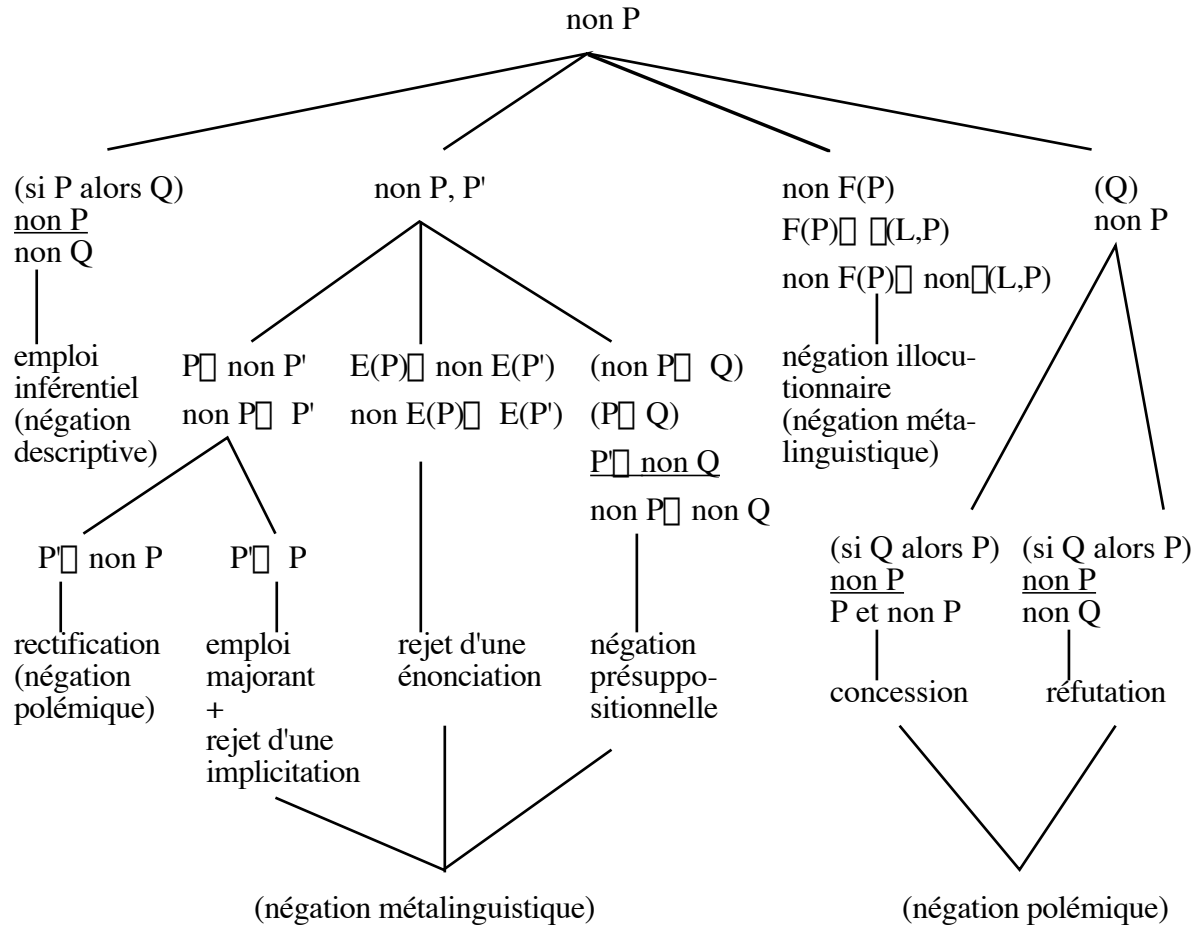 non P
(si P alors Q)
non P
non Q
non P, P'
non F(P)
F(P)□ □(L,P)
non F(P)□ non□(L,P)
(Q)
non P
emploi
inférentiel
(négation
descriptive)
P□ non P'
non P□ P'
E(P)□ non E(P')
non E(P)□ E(P')
(non P□ Q)
(P□ Q)
P'□ non Q
non P□ non Q
négation illocu-
tionnaire
(négation méta-
linguistique)
P'□ non P
P'□ P
(si Q alors P)
non P
P et non P
(si Q alors P)
non P
non Q
rectification
(négation
polémique)
emploi
majorant
+
rejet d'une
implicitation
rejet d'une
énonciation
négation
présuppo-
sitionnelle
concession
réfutation
(négation métalinguistique)
(négation polémique)